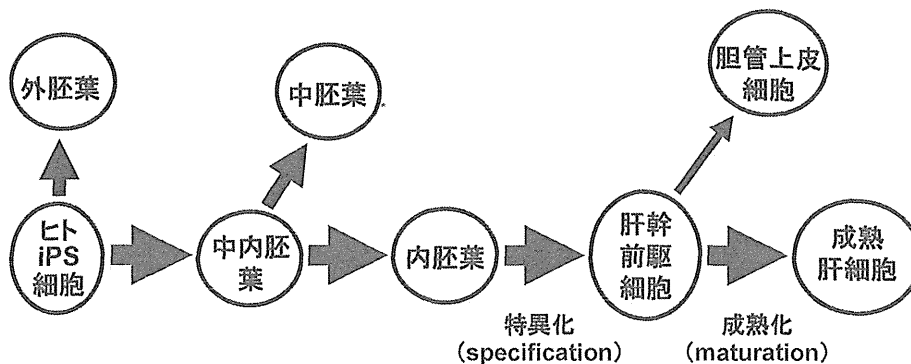 外胚葉
中胚葉
胆管上皮
細胞
ヒト
iPS
細胞
中内胚
葉
内胚葉
肝幹
前駆
細胞
成熟
肝細胞
特異化
(specification)
成熟化
(maturation)